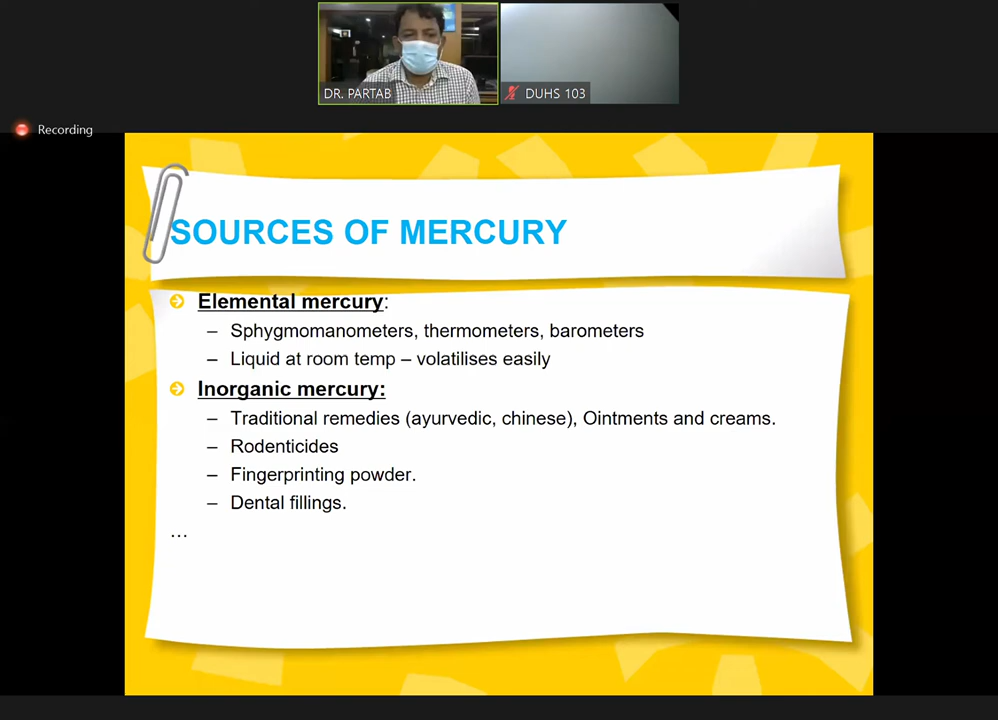 DR. PARTAB
DUHS 103
Recording
SOURCES OF MERCURY
Elemental mercury:
– Sphygmomanometers, thermometers, barometers
– Liquid at room temp – volatilises easily
Inorganic mercury:
– Traditional remedies (ayurvedic, chinese), Ointments and creams.
– Rodenticides
– Fingerprinting powder.
– Dental fillings.
…